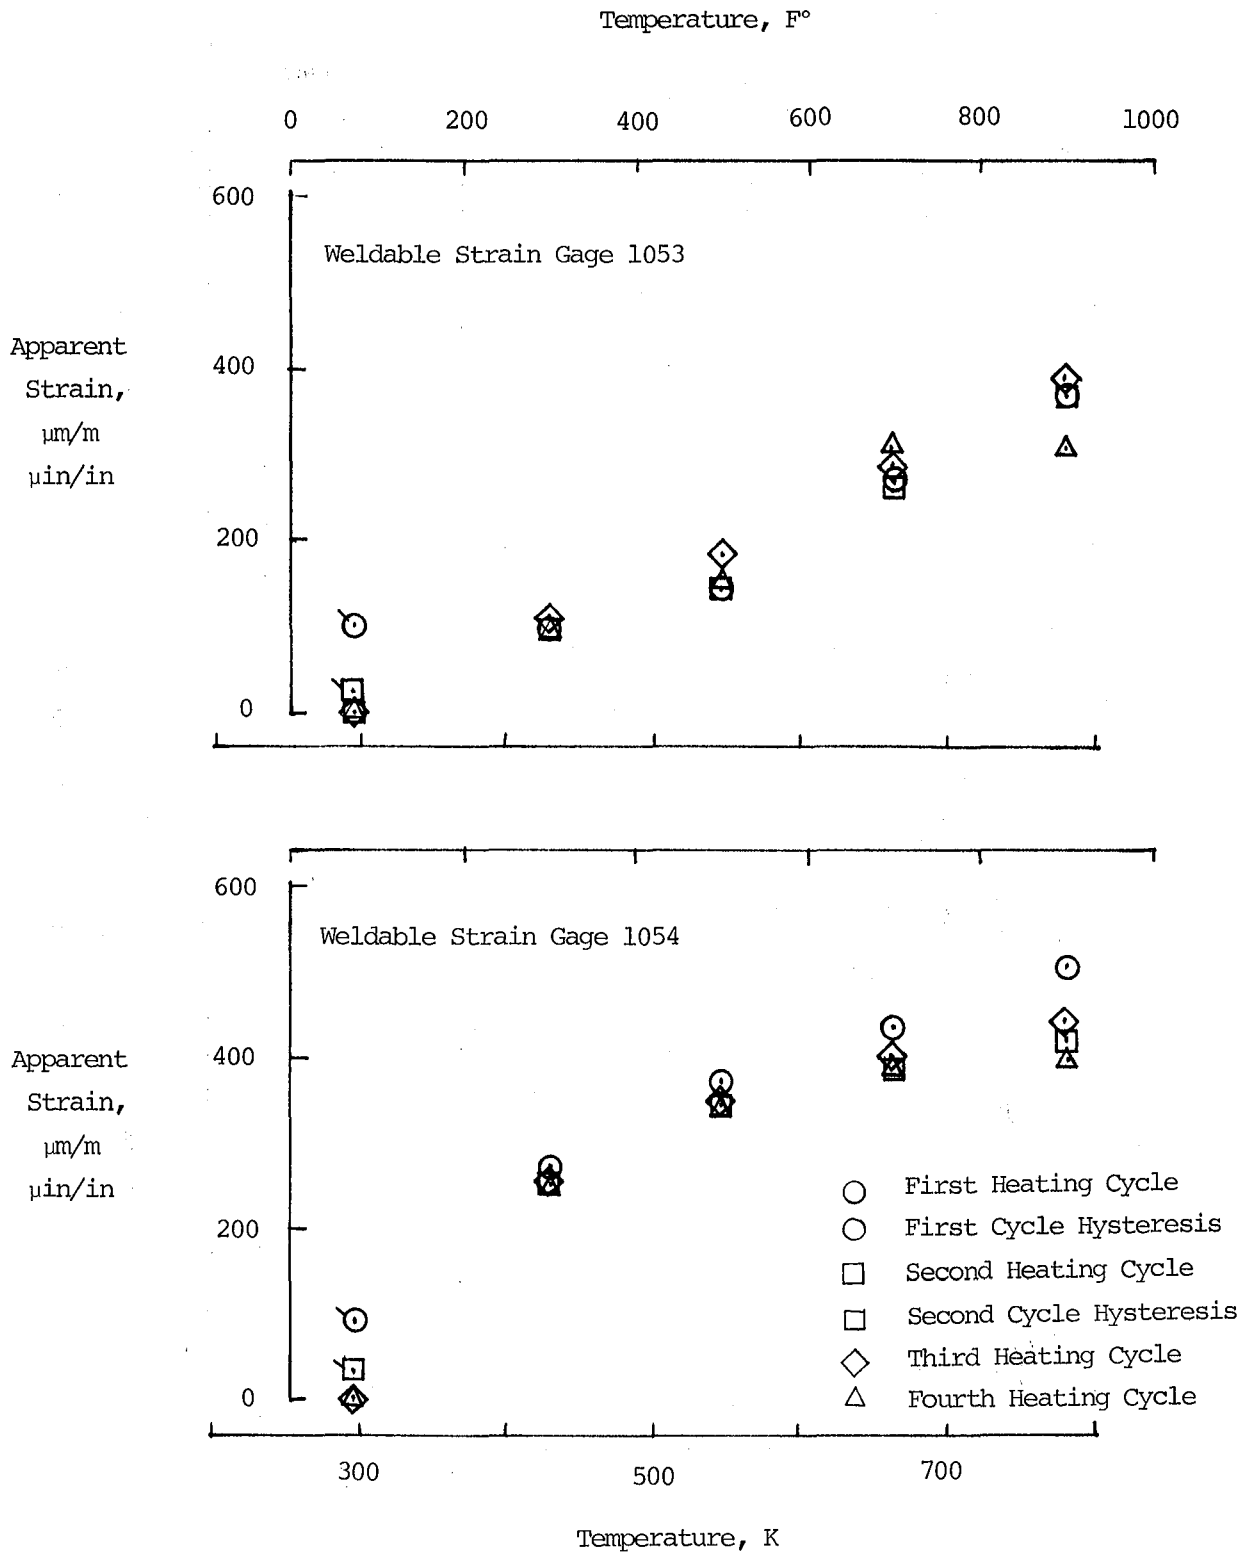 Temperature, F°
0 200 400 600 800 1000
600
Weldable Strain Gage 1053
Apparent
Strain,
μm/m
μin/in
400
200
0
600
Weldable Strain Gage 1054
Apparent
Strain,
μm/m
μin/in
400
200
0
First Heating Cycle
First Cycle Hysteresis
Second Heating Cycle
Second Cycle Hysteresis
Third Heating Cycle
Fourth Heating Cycle
300 500 700
Temperature, K